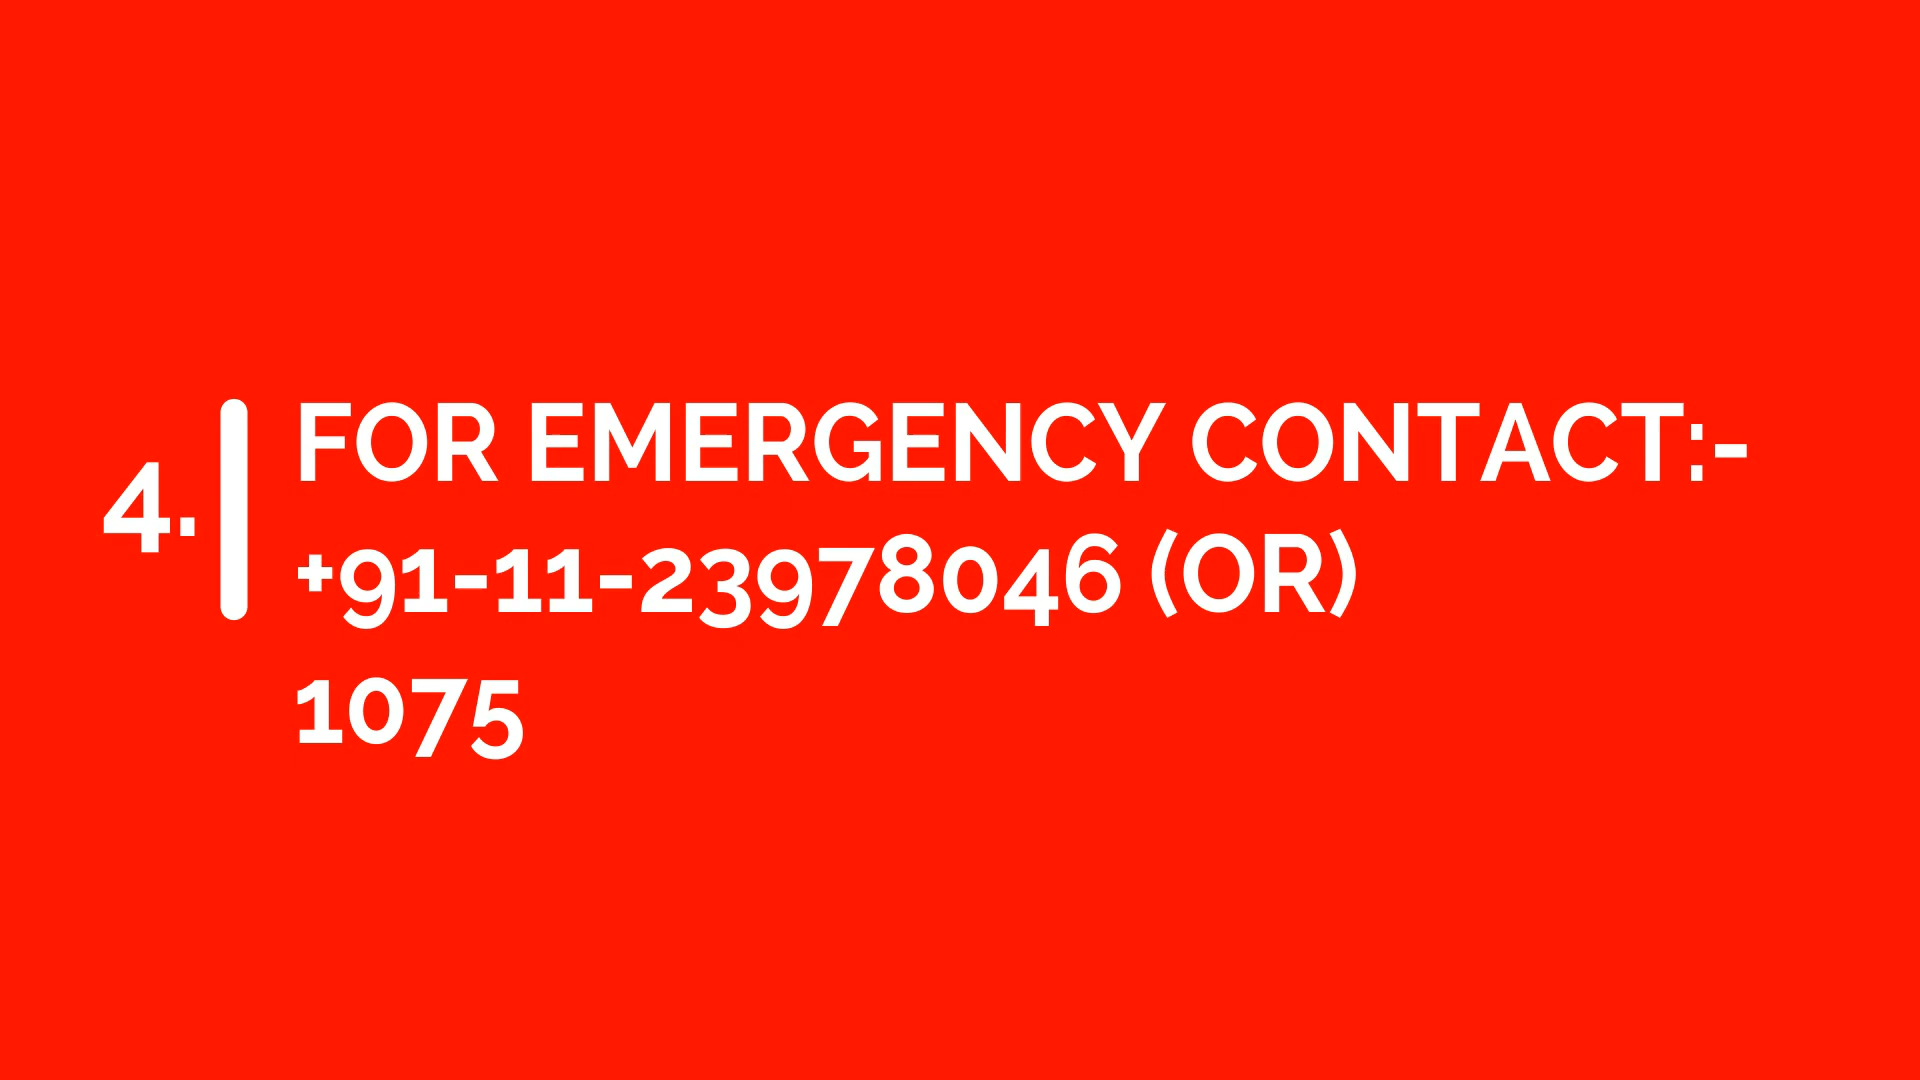 4.
FOR EMERGENCY CONTACT:-
+91-11-23978046 (OR)
1075